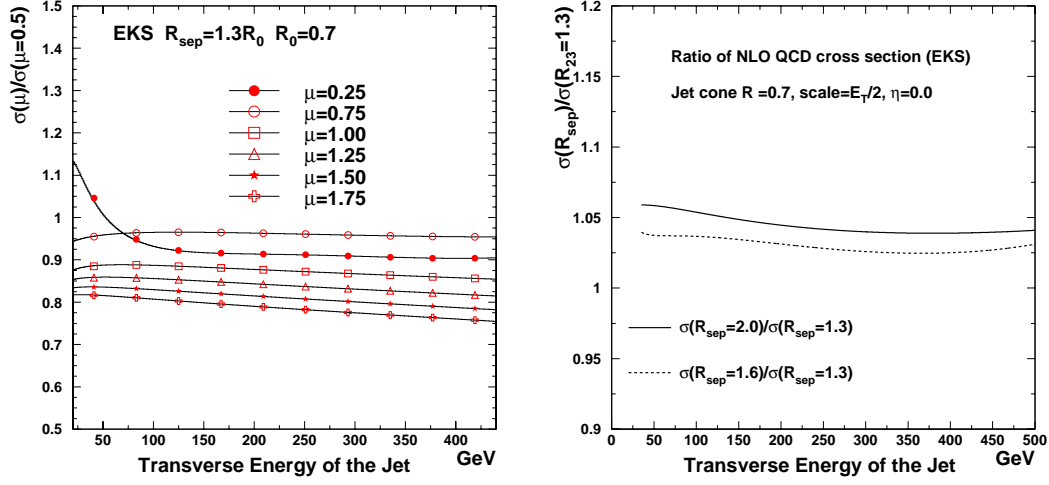 σ(μ)/σ(μ=0.5)
1.5
1.4
1.3
1.2
1.1
1
0.9
0.8
0.7
0.6
0.5
EKS R_sep=1.3R_0 R_0=0.7
μ=0.25
μ=0.75
μ=1.00
μ=1.25
μ=1.50
μ=1.75
50 100 150 200 250 300 350 400
Transverse Energy of the Jet GeV
σ(R_sep)/σ(R_23=1.3)
1.2
1.15
1.1
1.05
1
0.95
0.9
Ratio of NLO QCD cross section (EKS)
Jet cone R =0.7, scale=E_T/2, η=0.0
σ(R_sep=2.0)/σ(R_sep=1.3)
σ(R_sep=1.6)/σ(R_sep=1.3)
0 50 100 150 200 250 300 350 400 450 500
Transverse Energy of the Jet GeV